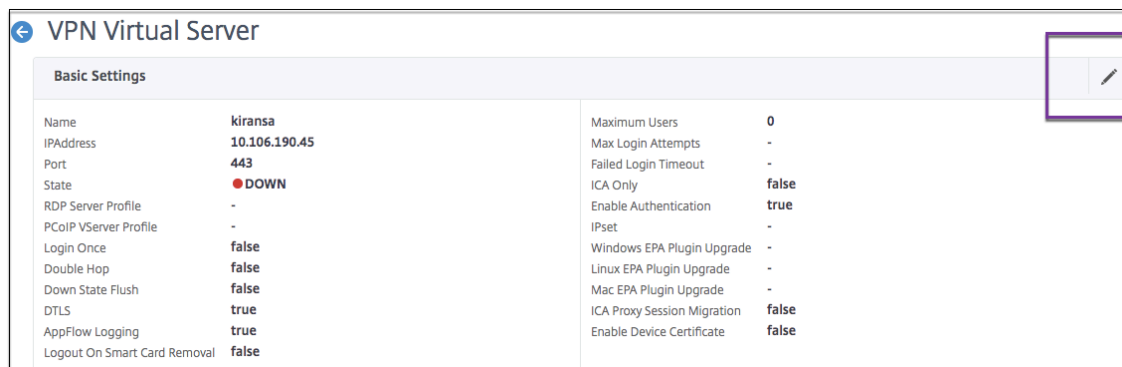 VPN Virtual Server
Basic Settings
Name kiransa
IPAddress 10.106.190.45
Port 443
State DOWN
RDP Server Profile -
PCoIP VServer Profile -
Login Once false
Double Hop false
Down State Flush false
DTLS true
AppFlow Logging true
Logout On Smart Card Removal false
Maximum Users 0
Max Login Attempts -
Failed Login Timeout -
ICA Only false
Enable Authentication true
IPset -
Windows EPA Plugin Upgrade -
Linux EPA Plugin Upgrade -
Mac EPA Plugin Upgrade -
ICA Proxy Session Migration false
Enable Device Certificate false